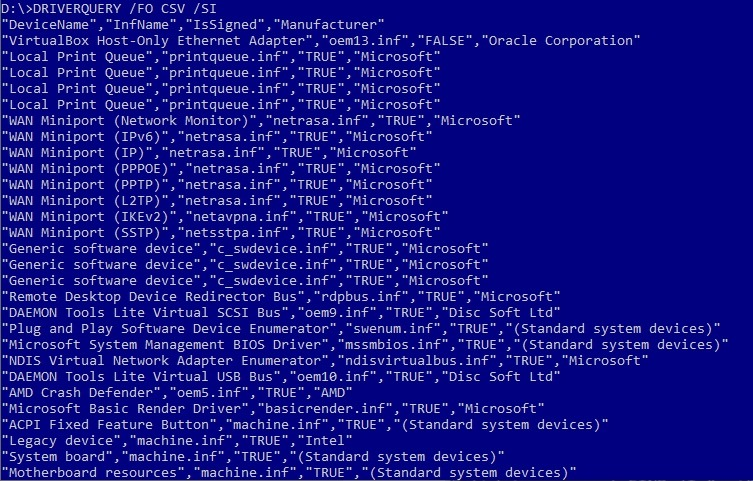 D:\>DRIVERQUERY /FO CSV /SI
"DeviceName","InfName","IsSigned","Manufacturer"
"VirtualBox Host-Only Ethernet Adapter","oem13.inf","FALSE","Oracle Corporation"
"Local Print Queue","printqueue.inf","TRUE","Microsoft"
"Local Print Queue","printqueue.inf","TRUE","Microsoft"
"Local Print Queue","printqueue.inf","TRUE","Microsoft"
"Local Print Queue","printqueue.inf","TRUE","Microsoft"
"WAN Miniport (Network Monitor)","netrasa.inf","TRUE","Microsoft"
"WAN Miniport (IPv6)","netrasa.inf","TRUE","Microsoft"
"WAN Miniport (IP)","netrasa.inf","TRUE","Microsoft"
"WAN Miniport (PPPOE)","netrasa.inf","TRUE","Microsoft"
"WAN Miniport (PPTP)","netrasa.inf","TRUE","Microsoft"
"WAN Miniport (L2TP)","netrasa.inf","TRUE","Microsoft"
"WAN Miniport (IKEv2)","netavpna.inf","TRUE","Microsoft"
"WAN Miniport (SSTP)","netsstpa.inf","TRUE","Microsoft"
"Generic software device","c_swdevice.inf","TRUE","Microsoft"
"Generic software device","c_swdevice.inf","TRUE","Microsoft"
"Generic software device","c_swdevice.inf","TRUE","Microsoft"
"Remote Desktop Device Redirector Bus","rdpbus.inf","TRUE","Microsoft"
"DAEMON Tools Lite Virtual SCSI Bus","oem9.inf","TRUE","Disc Soft Ltd"
"Plug and Play Software Device Enumerator","swenum.inf","TRUE","(Standard system devices)"
"Microsoft System Management BIOS Driver","mssmbios.inf","TRUE","(Standard system devices)"
"NDIS Virtual Network Adapter Enumerator","ndisvirtualbus.inf","TRUE","Microsoft"
"DAEMON Tools Lite Virtual USB Bus","oem10.inf","TRUE","Disc Soft Ltd"
"AMD Crash Defender","oem5.inf","TRUE","AMD"
"Microsoft Basic Render Driver","basicrender.inf","TRUE","Microsoft"
"ACPI Fixed Feature Button","machine.inf","TRUE","(Standard system devices)"
"Legacy device","machine.inf","TRUE","Intel"
"System board","machine.inf","TRUE","(Standard system devices)"
"Motherboard resources","machine.inf","TRUE","(Standard system devices)"